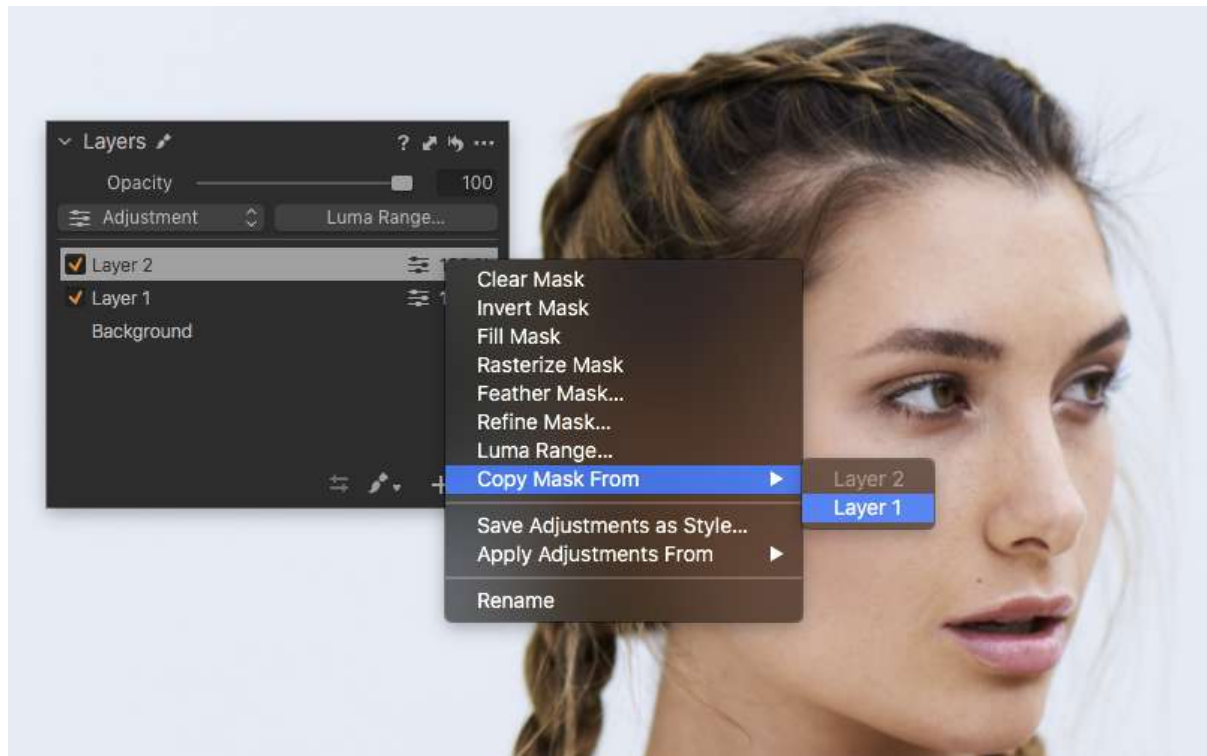 Layers
?
Opacity 100
Adjustment Luma Range...
Layer 2
Layer 1
Background
Clear Mask
Invert Mask
Fill Mask
Rasterize Mask
Feather Mask...
Refine Mask...
Luma Range...
Copy Mask From
Layer 2
Layer 1
Save Adjustments as Style...
Apply Adjustments From
Rename